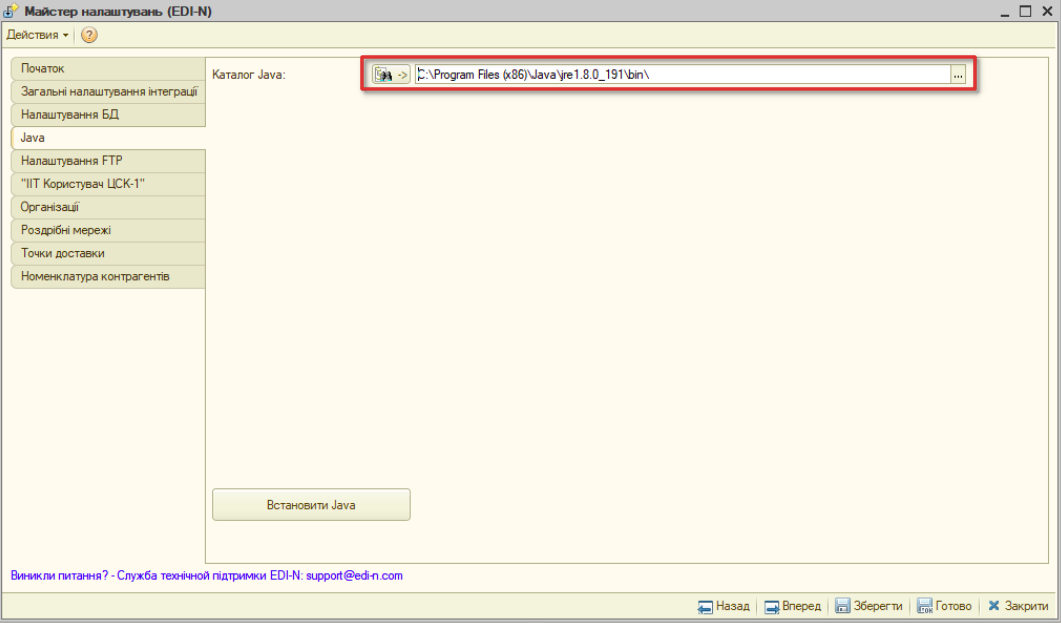 Майстер налаштувань (EDI-N)
Действия
Початок
Загальні налаштування інтеграції
Налаштування БД
Java
Налаштування FTP
"ІІТ Користувач ЦСК-1"
Організації
Роздрібні мережі
Точки доставки
Номенклатура контрагентів
Каталог Java:
C:\Program Files (x86)\Java\jre1.8.0_191\bin\
...
Встановити Java
Виникли питання? - Служба технічной підтримки EDI-N: support@edi-n.com
Назад Вперед Зберегти Готово Закрити